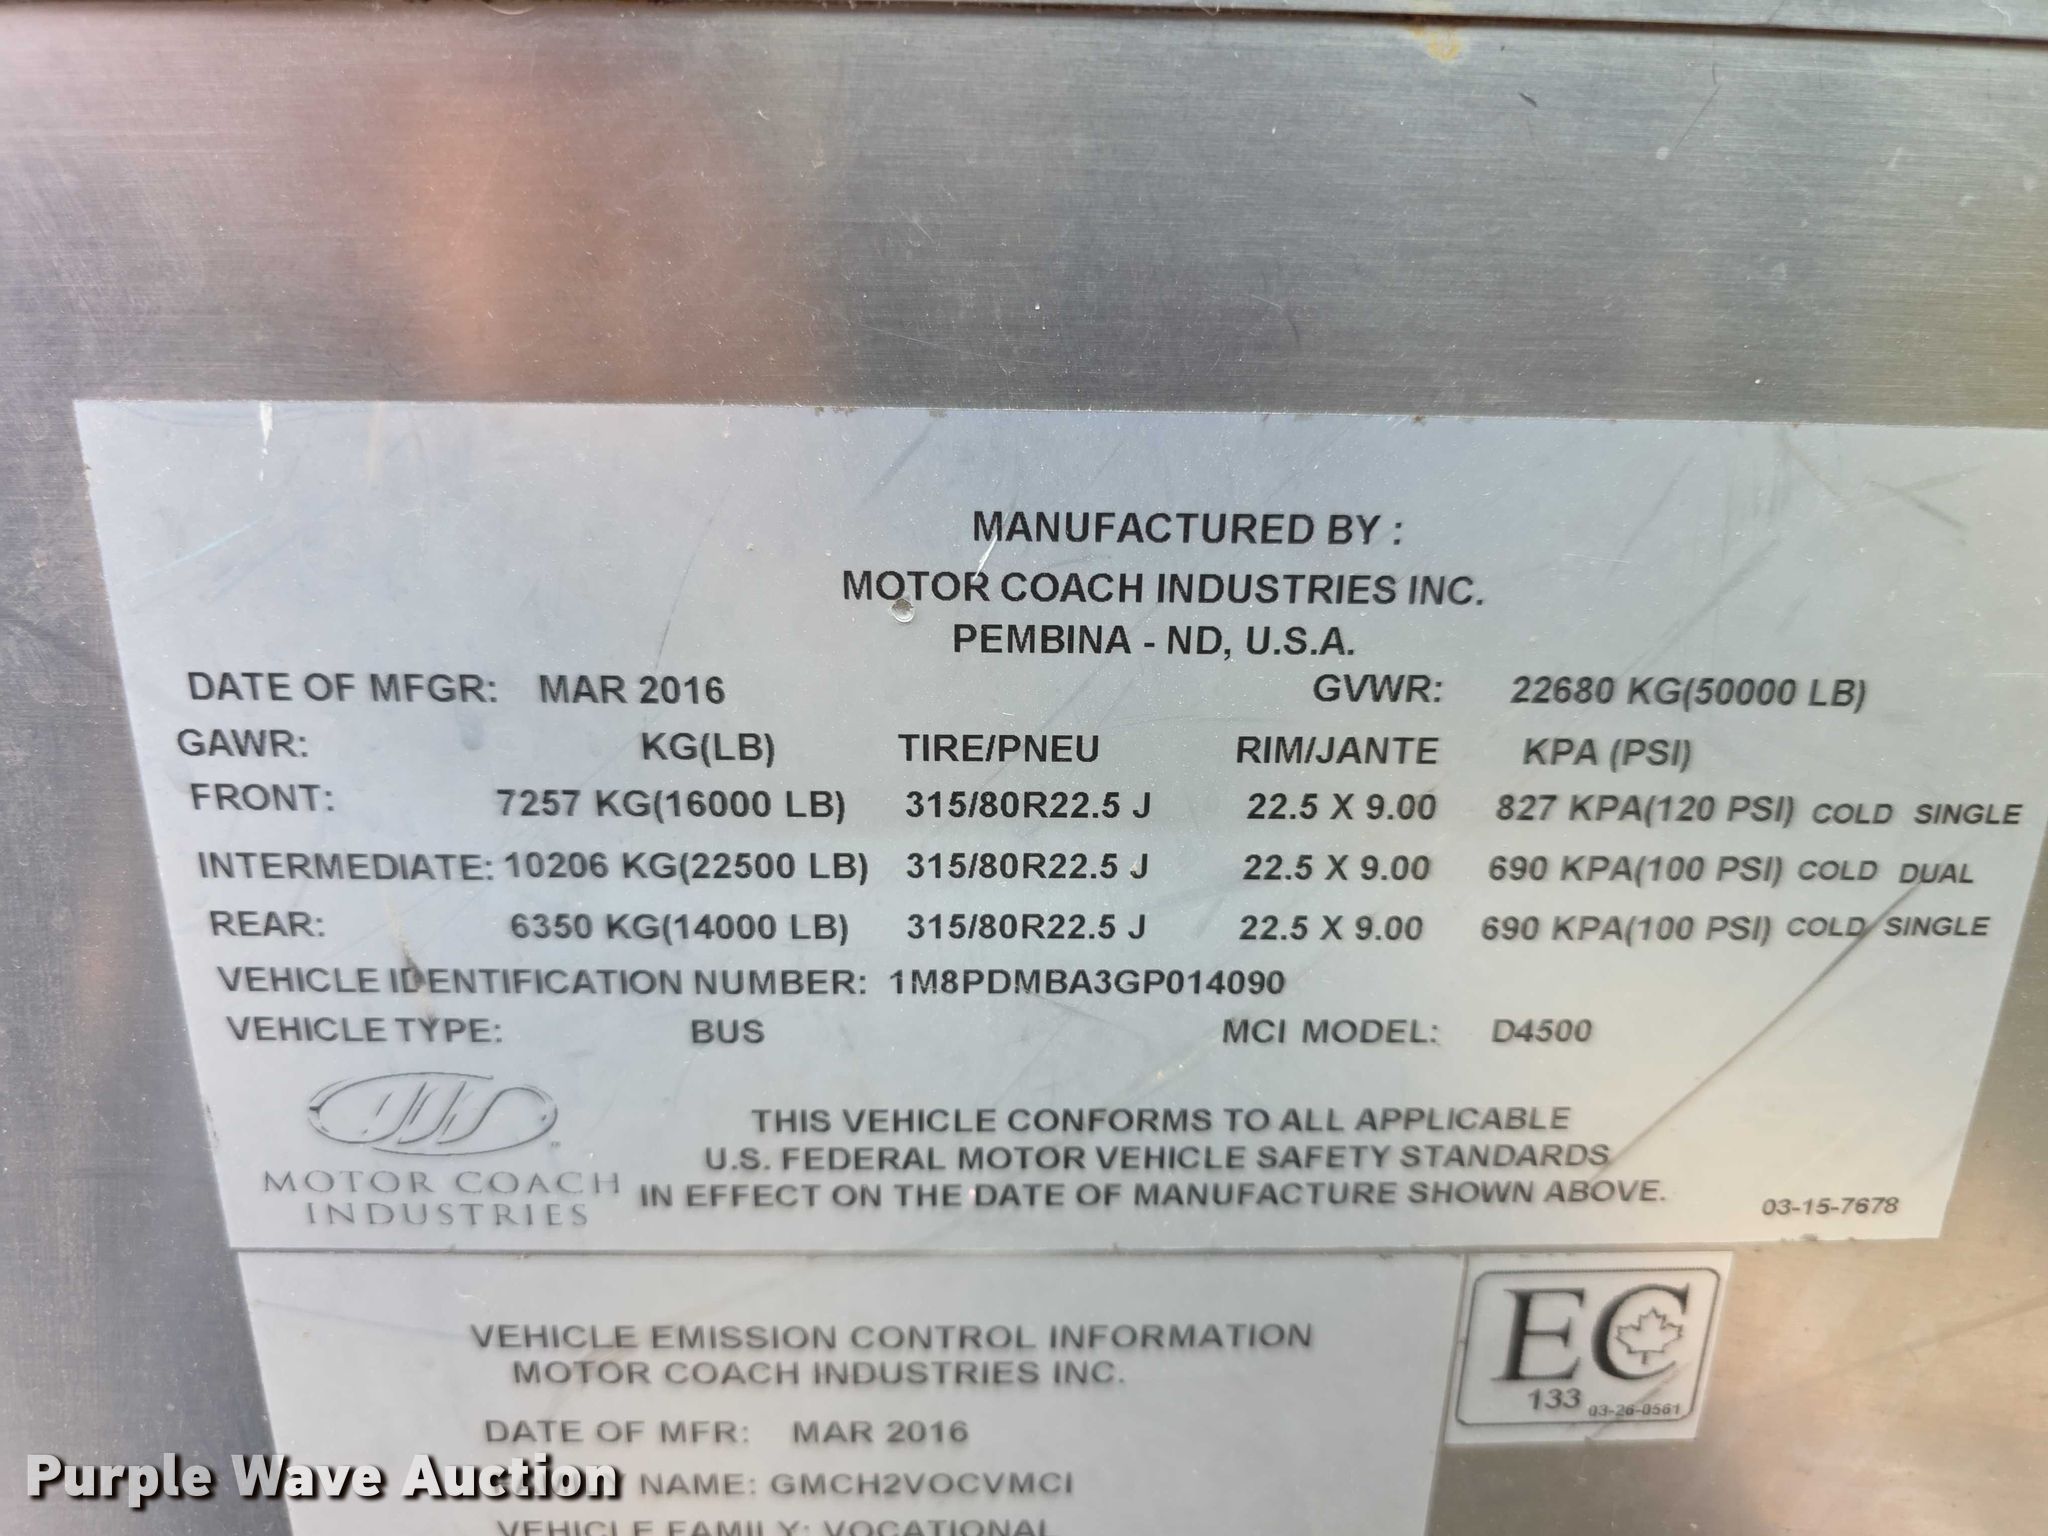 MANUFACTURED BY :
MOTOR COACH INDUSTRIES INC.
PEMBINA - ND, U.S.A.
DATE OF MFGR: MAR 2016 GVWR: 22680 KG(50000 LB)
GAWR: KG(LB) TIRE/PNEU RIM/JANTE KPA (PSI)
FRONT: 7257 KG(16000 LB) 315/80R22.5 J 22.5 X 9.00 827 KPA(120 PSI) COLD SINGLE
INTERMEDIATE: 10206 KG(22500 LB) 315/80R22.5 J 22.5 X 9.00 690 KPA(100 PSI) COLD DUAL
REAR: 6350 KG(14000 LB) 315/80R22.5 J 22.5 X 9.00 690 KPA(100 PSI) COLD SINGLE
VEHICLE IDENTIFICATION NUMBER: 1M8PDMBA3GP014090
VEHICLE TYPE: BUS MCI MODEL: D4500
THIS VEHICLE CONFORMS TO ALL APPLICABLE
U.S. FEDERAL MOTOR VEHICLE SAFETY STANDARDS
IN EFFECT ON THE DATE OF MANUFACTURE SHOWN ABOVE.
MOTOR COACH
INDUSTRIES
03-15-7678
VEHICLE EMISSION CONTROL INFORMATION
MOTOR COACH INDUSTRIES INC.
DATE OF MFR: MAR 2016
FAMILY NAME: GMCH2VOCVMCI
VEHICLE FAMILY: VOCATIONAL
EC
133 03-26-0561
Purple Wave Auction